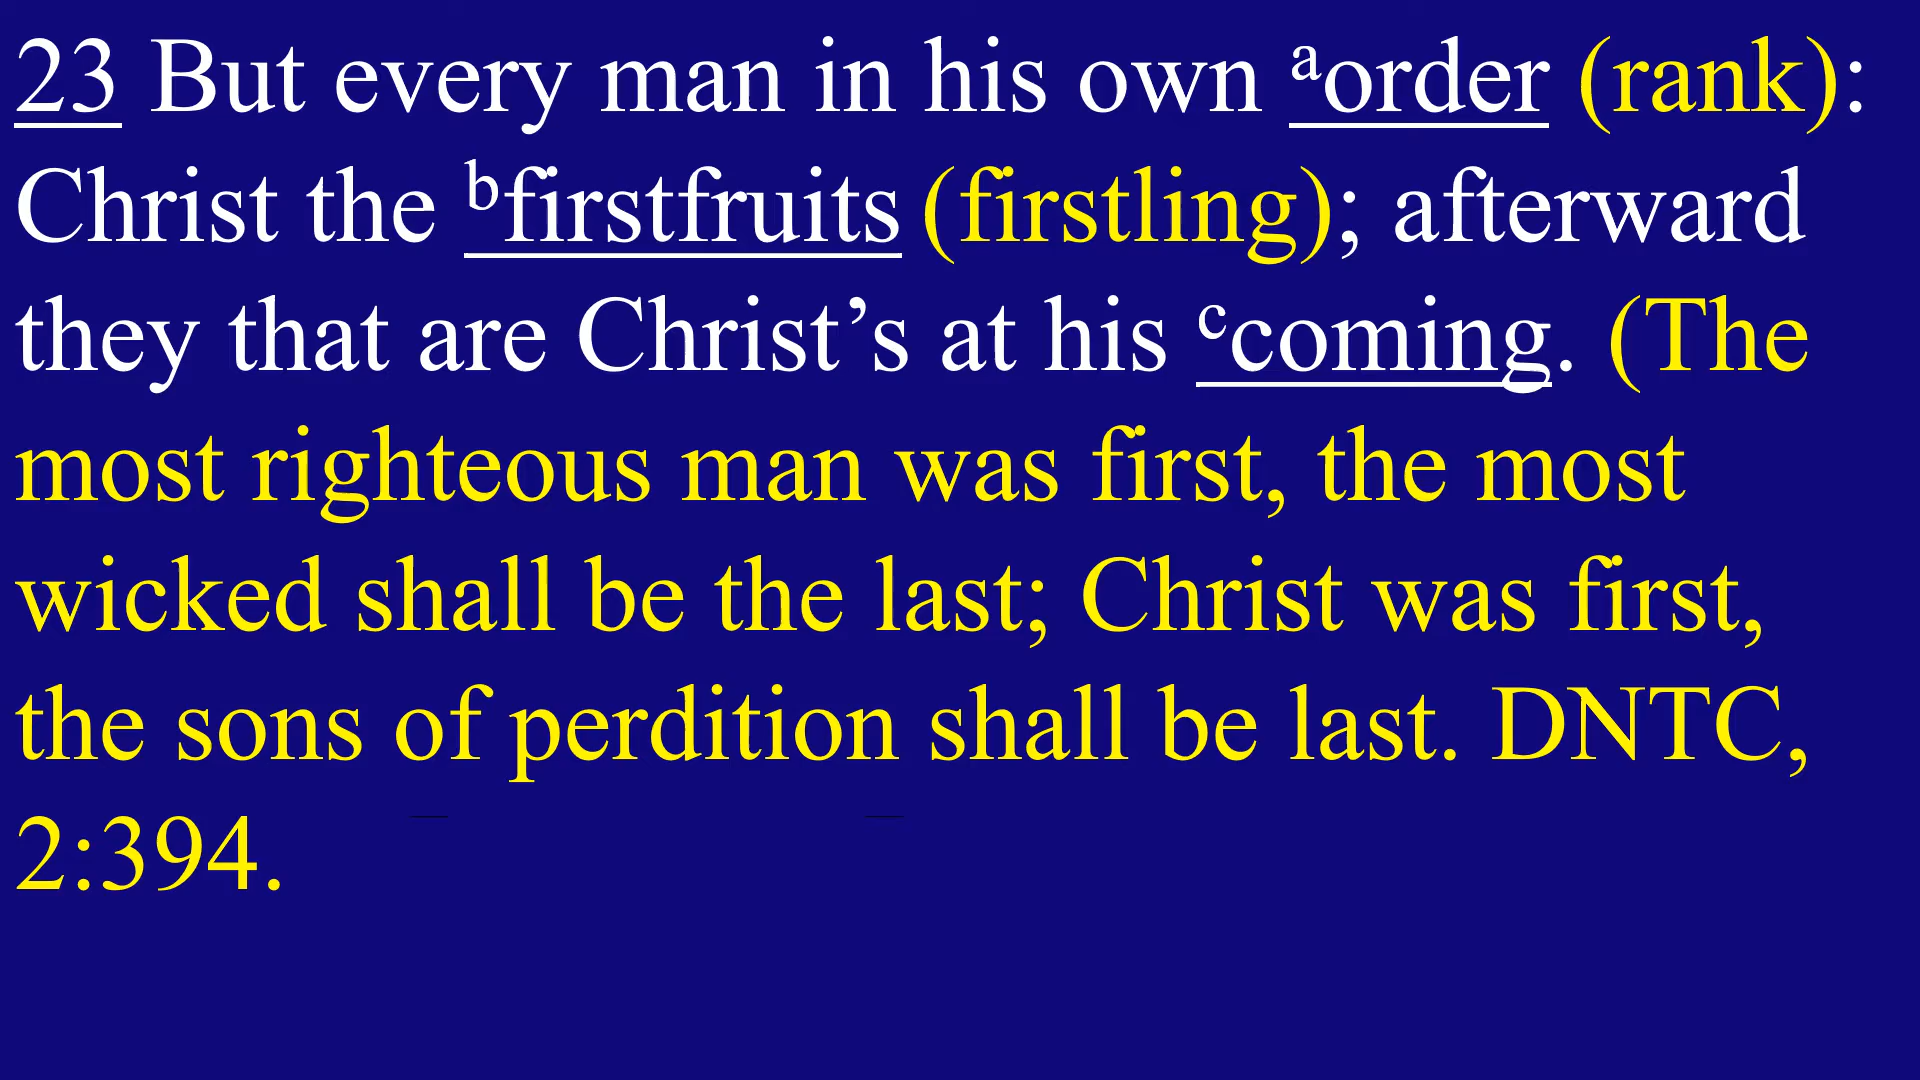 23 But every man in his own ᵃorder (rank):
Christ the ᵇfirstfruits (firstling); afterward
they that are Christ’s at his ᶜcoming. (The
most righteous man was first, the most
wicked shall be the last; Christ was first,
the sons of perdition shall be last. DNTC,
2:394.